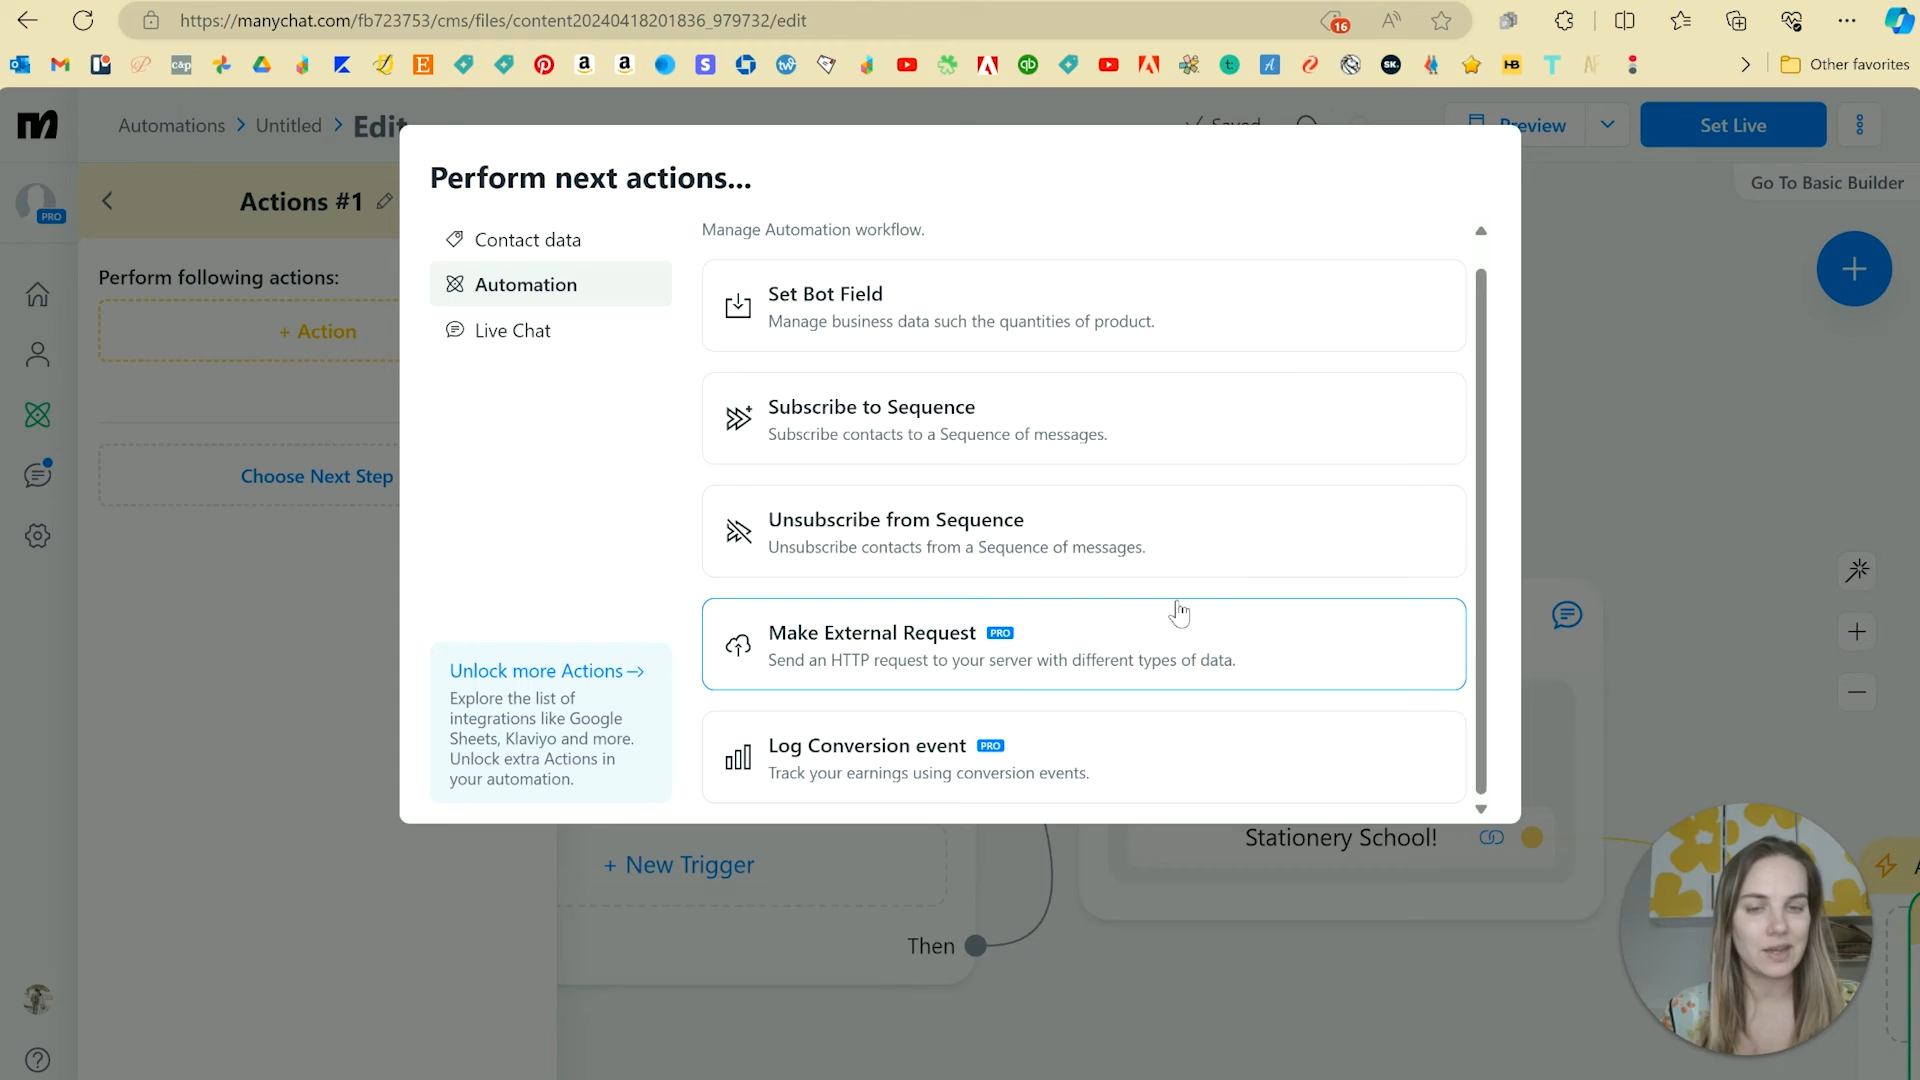 https://manychat.com/fb723753/cms/files/content20240418201836_979732/edit
16
Other favorites
Automations > Untitled > Edit
Saved
Preview
Set Live
PRO
Actions #1
Go To Basic Builder
Perform following actions:
+ Action
Choose Next Step
Perform next actions...
Contact data
Automation
Live Chat
Unlock more Actions→
Explore the list of
integrations like Google
Sheets, Klaviyo and more.
Unlock extra Actions in
your automation.
Manage Automation workflow.
Set Bot Field
Manage business data such the quantities of product.
Subscribe to Sequence
Subscribe contacts to a Sequence of messages.
Unsubscribe from Sequence
Unsubscribe contacts from a Sequence of messages.
Make External Request PRO
Send an HTTP request to your server with different types of data.
Log Conversion event PRO
Track your earnings using conversion events.
Stationery School!
+ New Trigger
Then